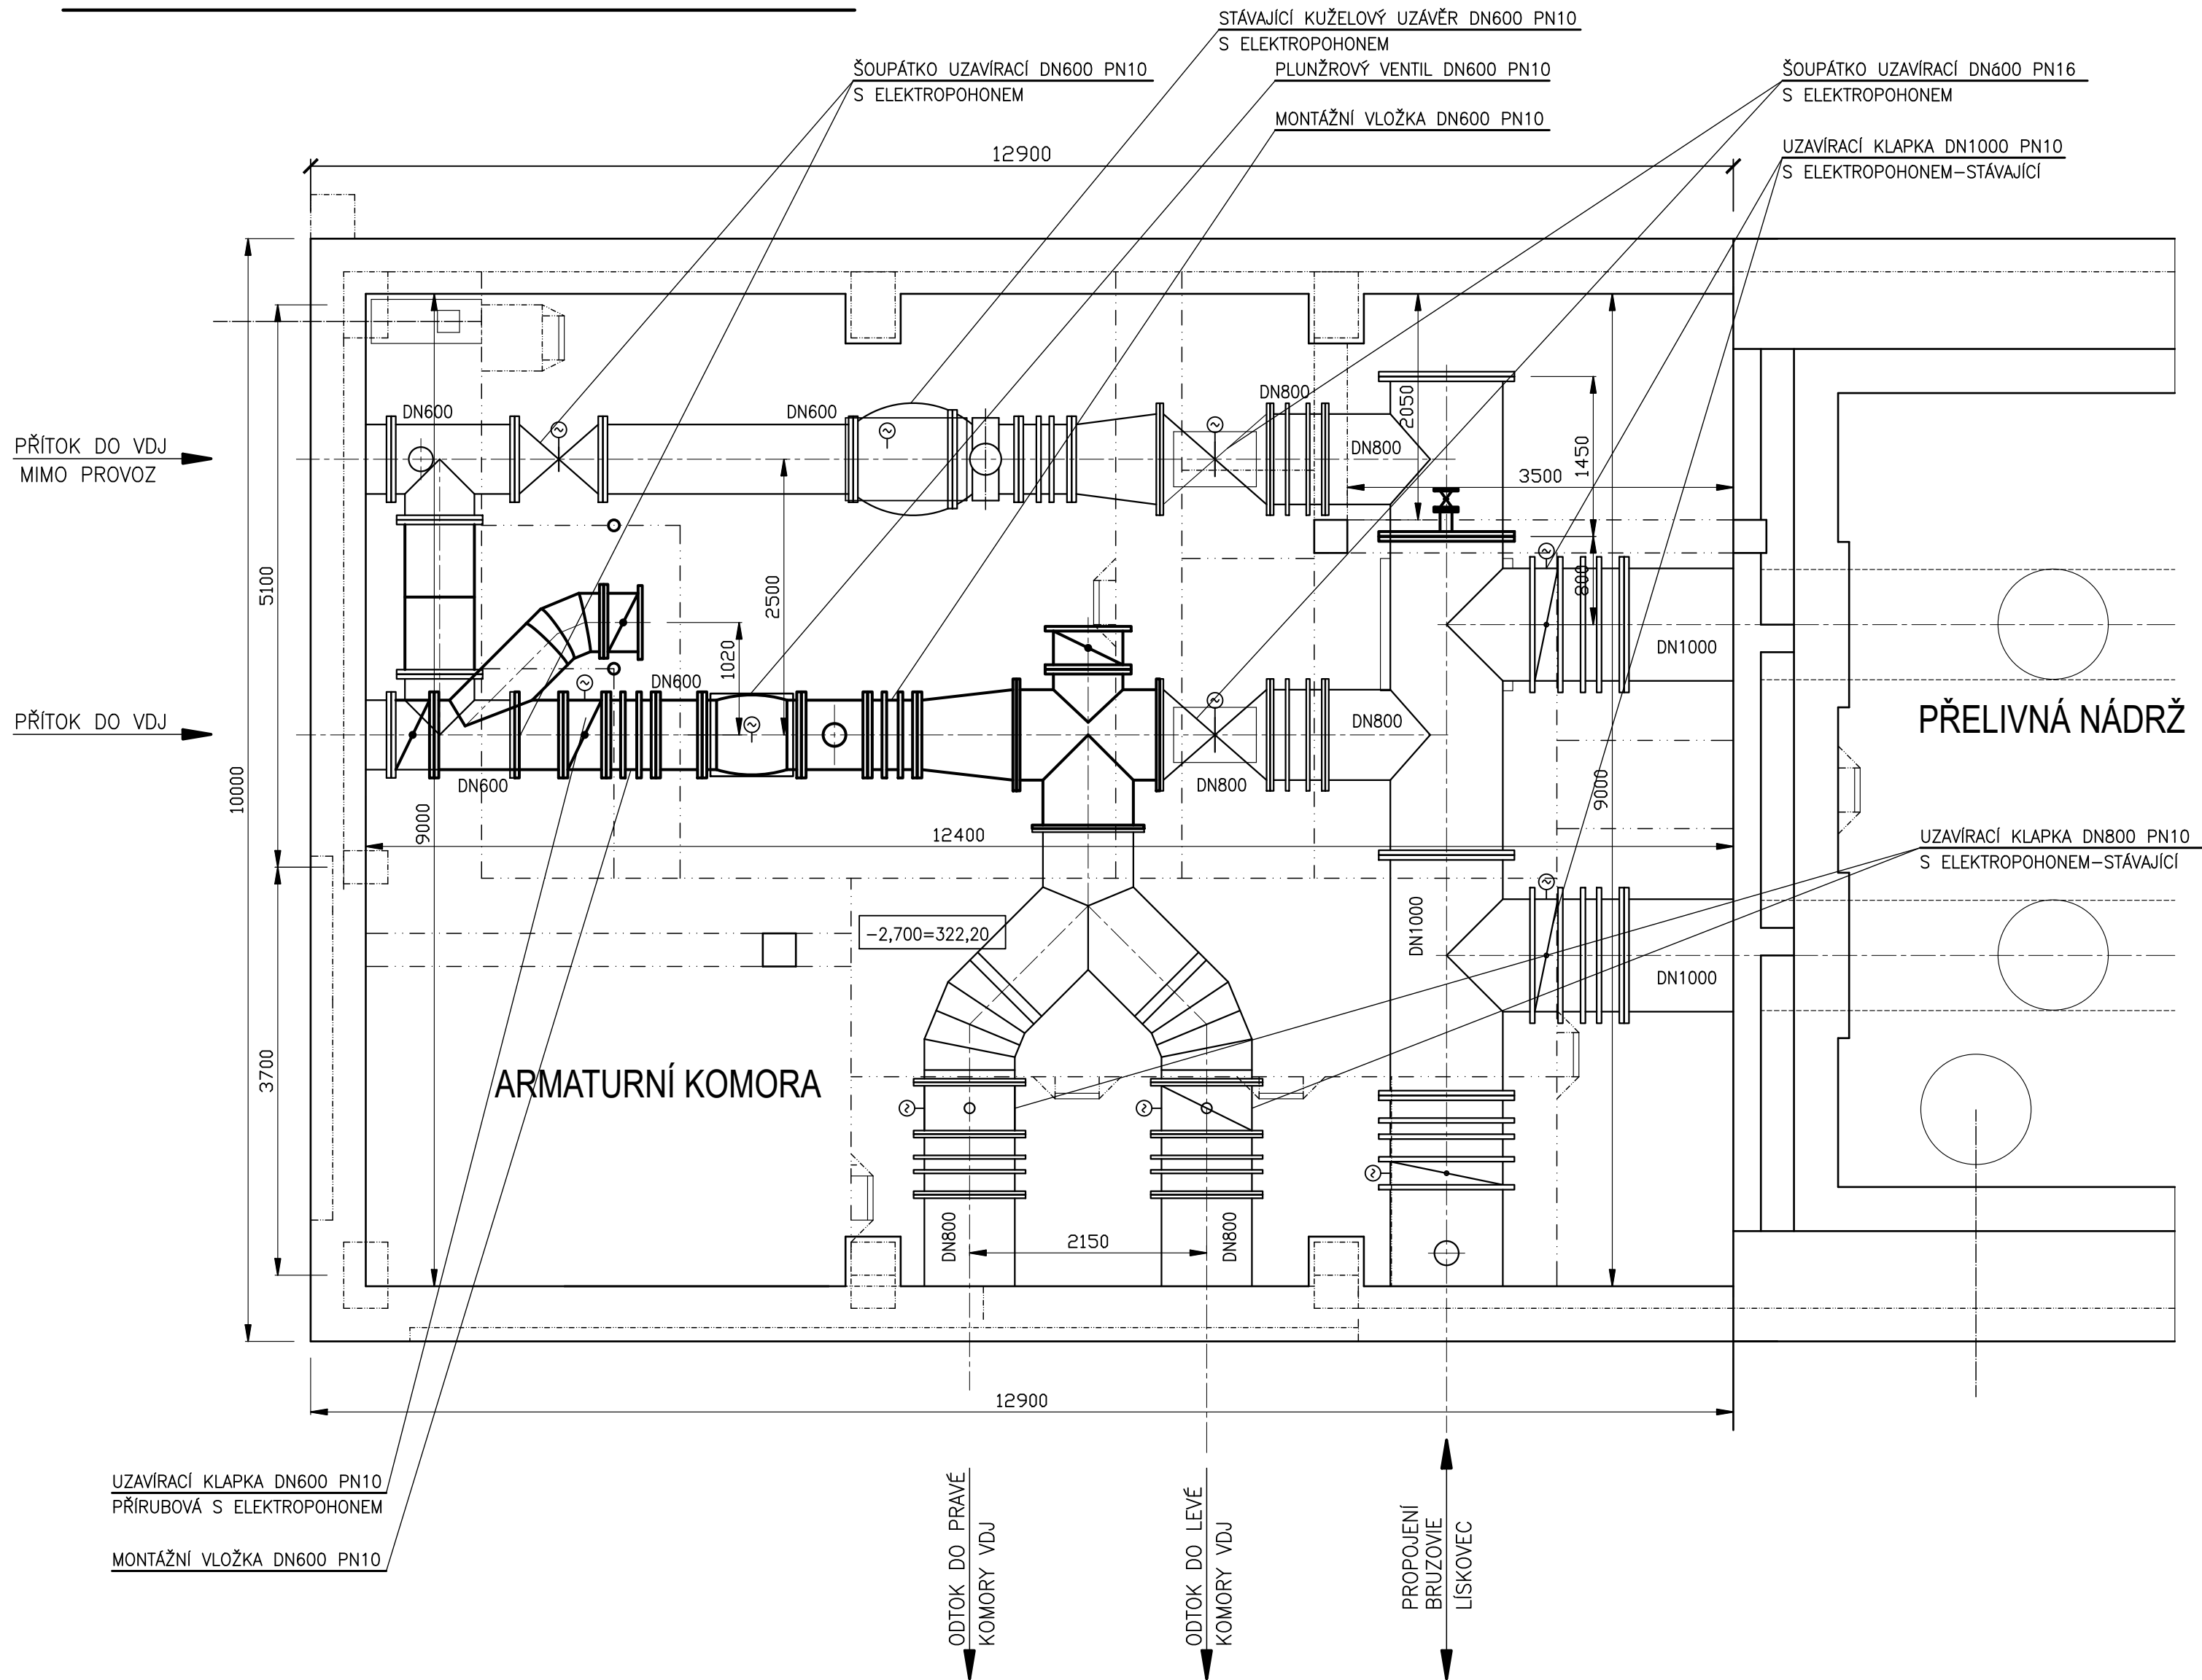 STÁVAJÍCÍ KUŽELOVÝ UZÁVĚR DN600 PN10
S ELEKTROPOHONEM
ŠOUPÁTKO UZAVÍRACÍ DN600 PN10
S ELEKTROPOHONEM
PLUNŽROVÝ VENTIL DN600 PN10
MONTÁŽNÍ VLOŽKA DN600 PN10
ŠOUPÁTKO UZAVÍRACÍ DN600 PN16
S ELEKTROPOHONEM
UZAVÍRACÍ KLAPKA DN1000 PN10
S ELEKTROPOHONEM-STÁVAJÍCÍ
12900
DN600
DN600
DN800
DN800
2050
1450
3500
PŘÍTOK DO VDJ
MIMO PROVOZ
5100
2500
1020
800
DN1000
DN600
PŘÍTOK DO VDJ
DN600
DN800
DN800
PŘELIVNÁ NÁDRŽ
10000
9000
12400
9000
UZAVÍRACÍ KLAPKA DN800 PN10
S ELEKTROPOHONEM-STÁVAJÍCÍ
-2,700=322,20
DN1000
DN1000
3700
ARMATURNÍ KOMORA
DN800
2150
DN800
12900
UZAVÍRACÍ KLAPKA DN600 PN10
PŘÍRUBOVÁ S ELEKTROPOHONEM
MONTÁŽNÍ VLOŽKA DN600 PN10
ODTOK DO PRAVÉ
KOMORY VDJ
ODTOK DO LEVÉ
KOMORY VDJ
PROPOJENÍ
BRUZOVIE
LÍSKOVEC